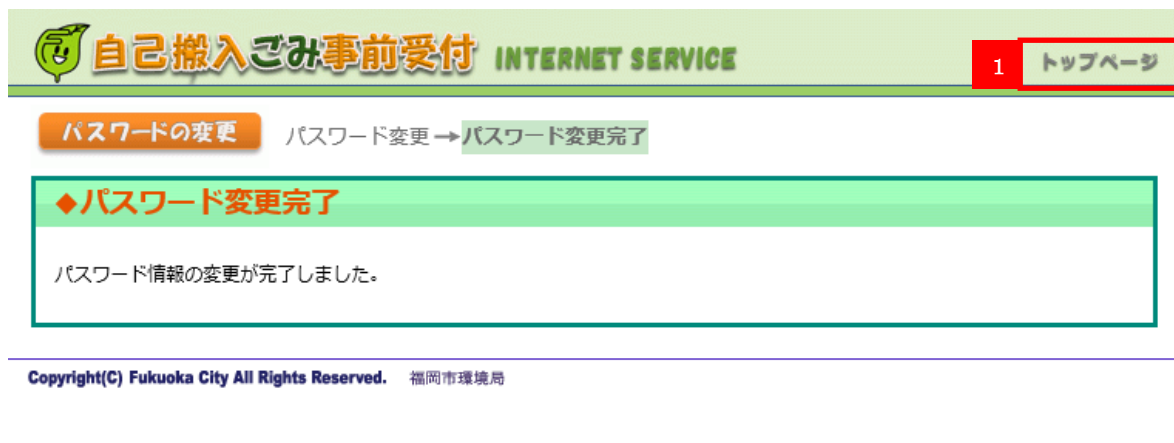 自己搬入ごみ事前受付 INTERNET SERVICE
1 トップページ
パスワードの変更 パスワード変更→パスワード変更完了
◆パスワード変更完了
パスワード情報の変更が完了しました。
Copyright(C) Fukuoka City All Rights Reserved. 福岡市環境局